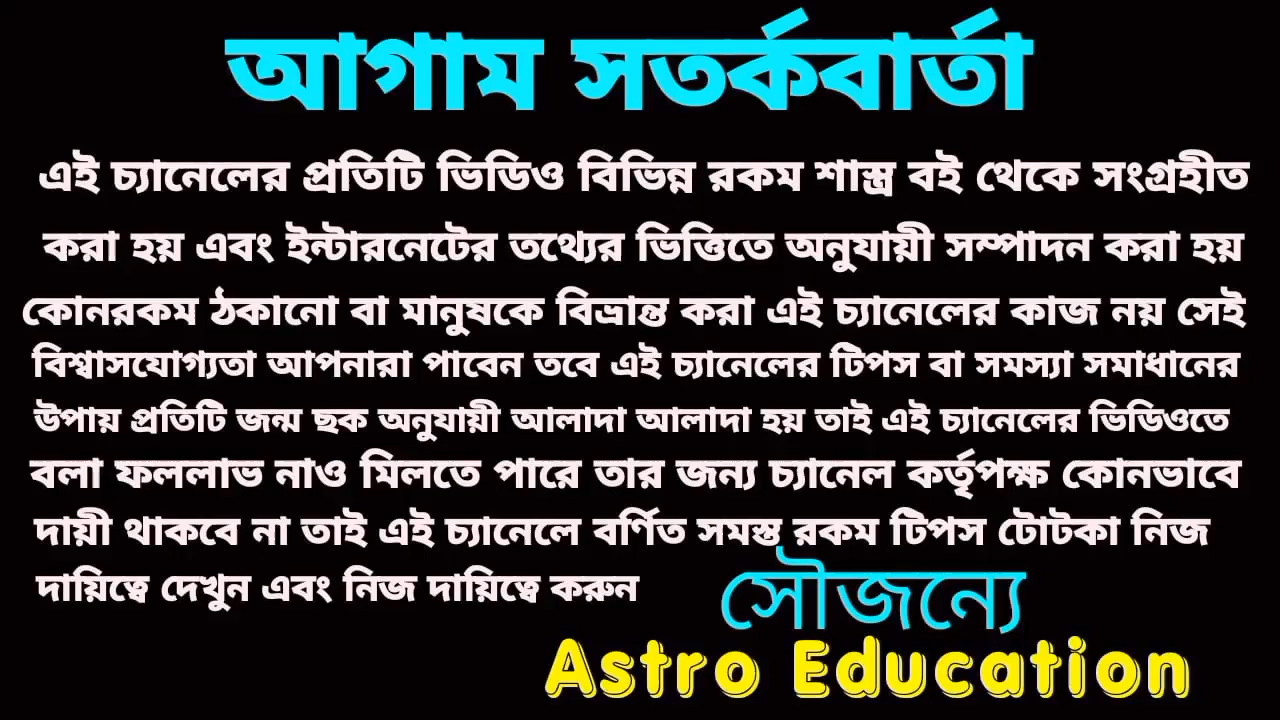 আগাম সতর্কবার্তা
এই চ্যানেলের প্রতিটি ভিডিও বিভিন্ন রকম শাস্ত্র বই থেকে সংগ্রহীত
করা হয় এবং ইন্টারনেটের তথ্যের ভিত্তিতে অনুযায়ী সম্পাদন করা হয়
কোনরকম ঠকানো বা মানুষকে বিভ্রান্ত করা এই চ্যানেলের কাজ নয় সেই
বিশ্বাসযোগ্যতা আপনারা পাবেন তবে এই চ্যানেলের টিপস বা সমস্যা সমাধানের
উপায় প্রতিটি জন্ম ছক অনুযায়ী আলাদা আলাদা হয় তাই এই চ্যানেলের ভিডিওতে
বলা ফললাভ নাও মিলতে পারে তার জন্য চ্যানেল কর্তৃপক্ষ কোনভাবে
দায়ী থাকবে না তাই এই চ্যানেলে বর্ণিত সমস্ত রকম টিপস টোটকা নিজ
দায়িত্বে দেখুন এবং নিজ দায়িত্বে করুন
সৌজন্যে
Astro Education